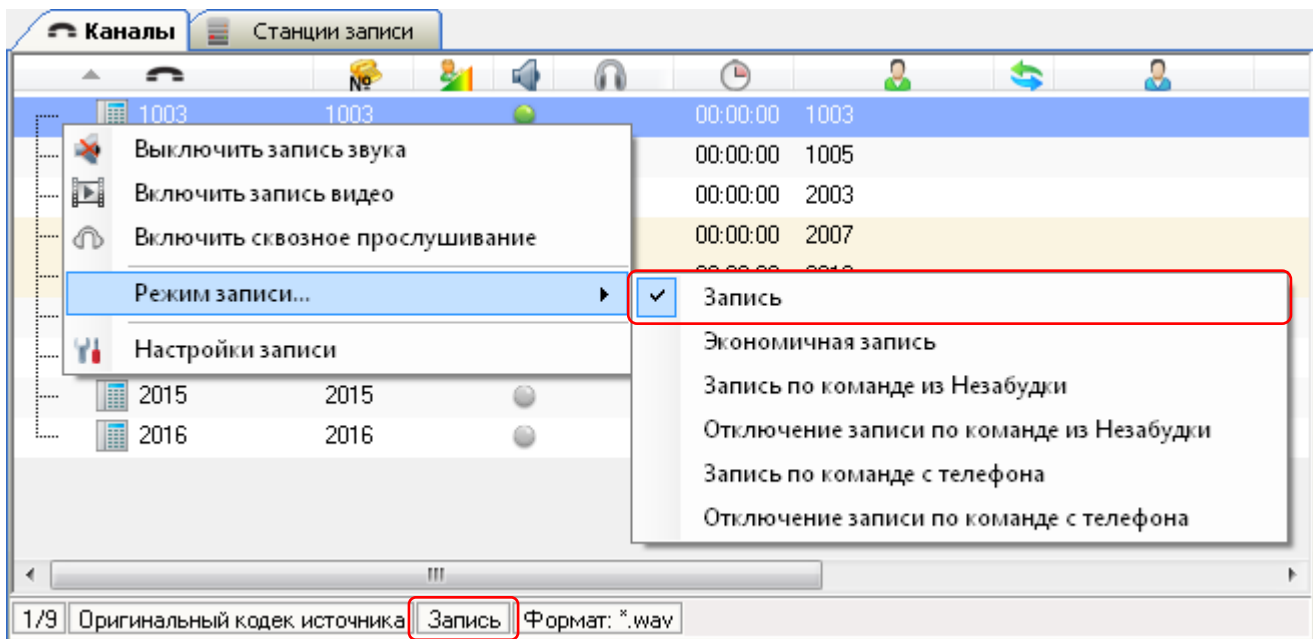 Каналы Станции записи
№
1003 1003 00:00:00 1003
Выключить запись звука 00:00:00 1005
Включить запись видео 00:00:00 2003
Включить сквозное прослушивание 00:00:00 2007
Режим записи...
Запись
Экономичная запись
Настройки записи
Запись по команде из Незабудки
2015 2015
Отключение записи по команде из Незабудки
2016 2016
Запись по команде с телефона
Отключение записи по команде с телефона
1/9 Оригинальный кодек источника Запись Формат: *.wav